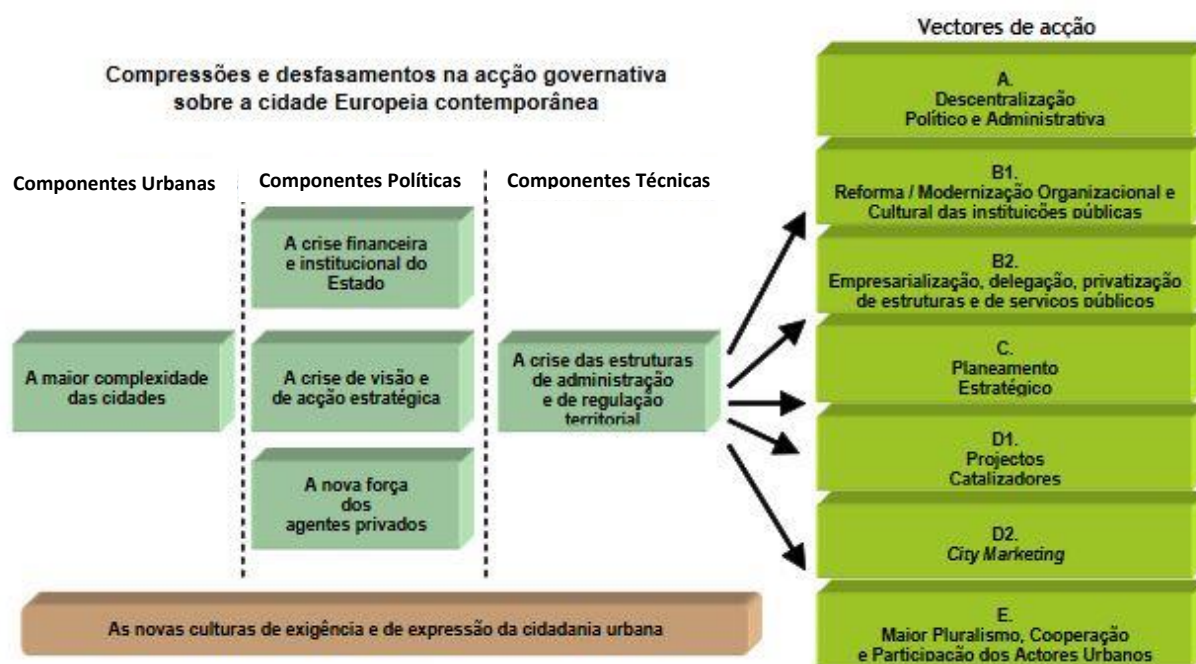 Compressões e desfasamentos na acção governativa
sobre a cidade Europeia contemporânea
Componentes Urbanas
A maior complexidade
das cidades
Componentes Políticas
A crise financeira
e institucional do
Estado
A crise de visão e
de acção estratégica
A nova força
dos
agentes privados
Componentes Técnicas
A crise das estruturas
de administração
e de regulação
territorial
As novas culturas de exigência e de expressão da cidadania urbana
Vectores de acção
A.
Descentralização
Político e Administrativa
B1.
Reforma / Modernização Organizacional e
Cultural das instituições públicas
B2.
Empresarialização, delegação, privatização
de estruturas e de serviços públicos
C.
Planeamento
Estratégico
D1.
Projectos
Catalizadores
D2.
City Marketing
E.
Maior Pluralismo, Cooperação
e Participação dos Actores Urbanos